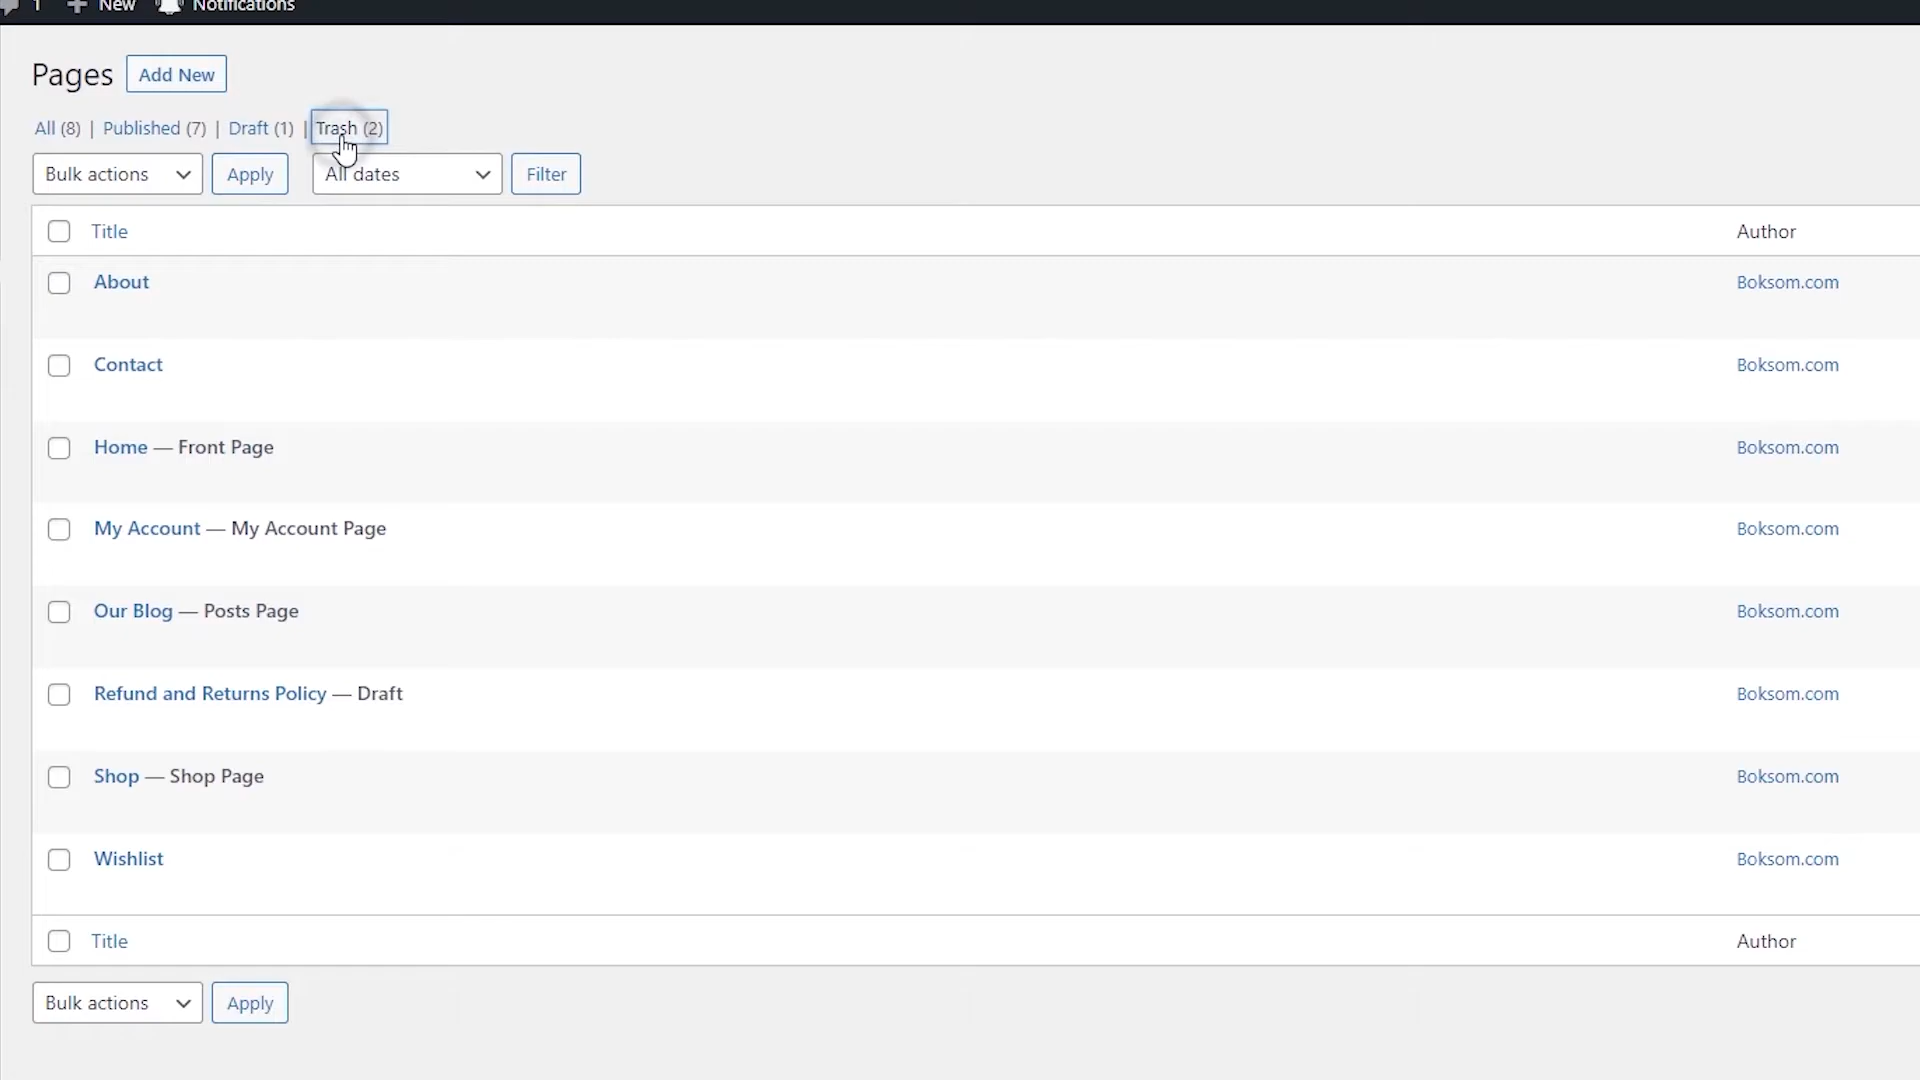 1 New Notifications
Pages Add New
All (8) | Published (7) | Draft (1) | Trash (2)
Bulk actions Apply All dates Filter
Title Author
About Boksom.com
Contact Boksom.com
Home — Front Page Boksom.com
My Account — My Account Page Boksom.com
Our Blog — Posts Page Boksom.com
Refund and Returns Policy — Draft Boksom.com
Shop — Shop Page Boksom.com
Wishlist Boksom.com
Title Author
Bulk actions Apply